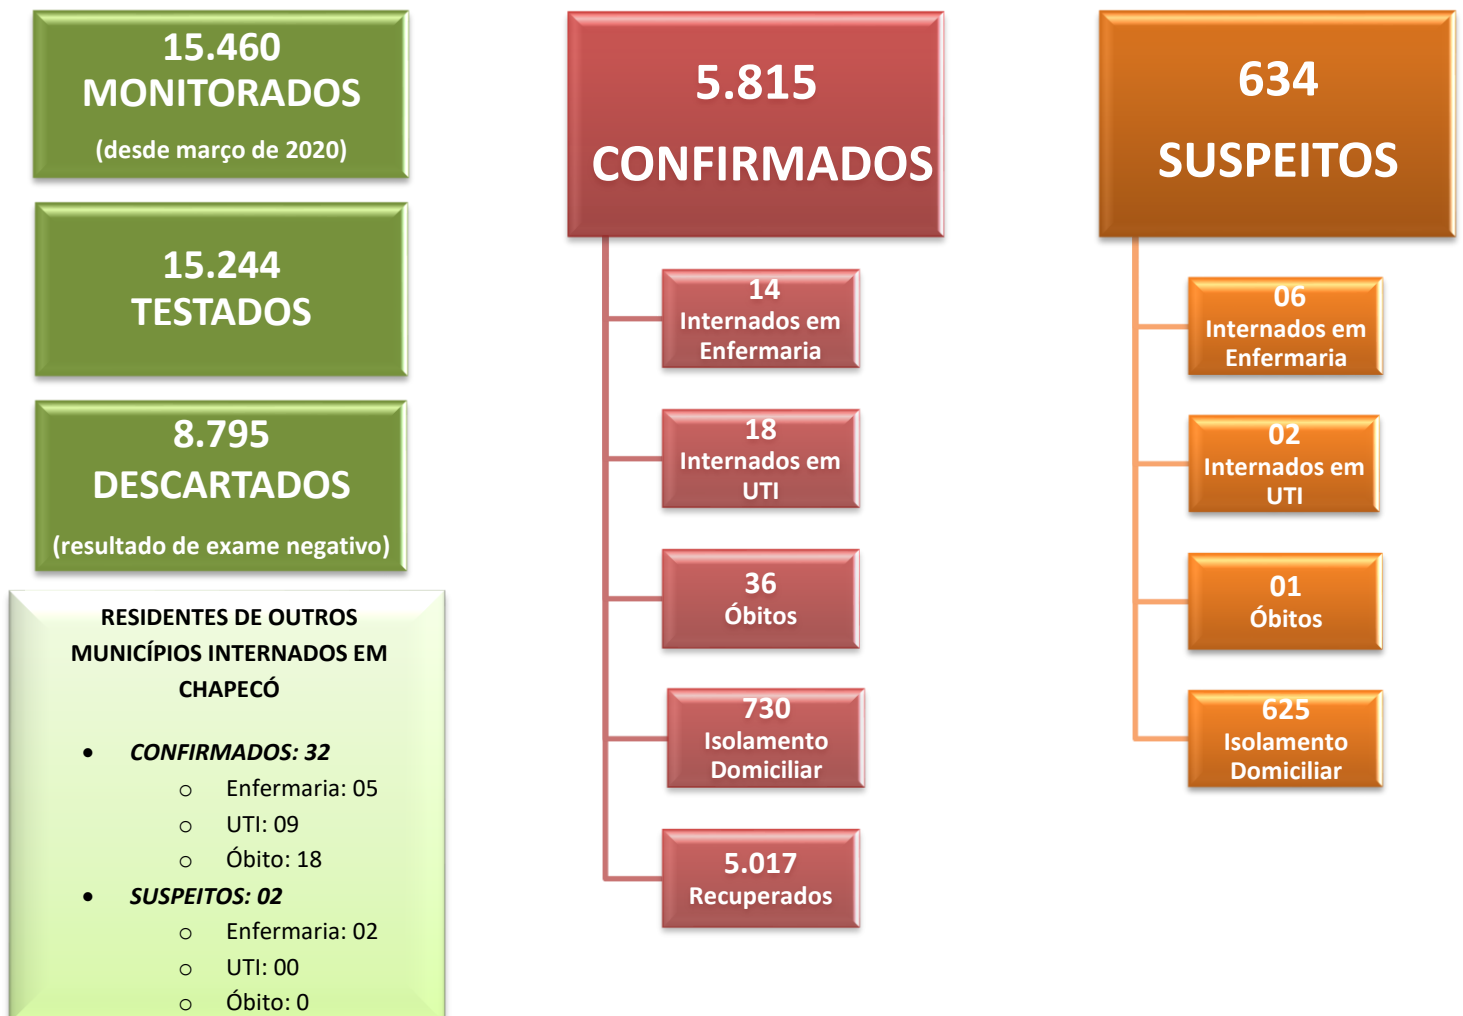 15.460
MONITORADOS
(desde março de 2020)
15.244
TESTADOS
8.795
DESCARTADOS
(resultado de exame negativo)
RESIDENTES DE OUTROS
MUNICÍPIOS INTERNADOS EM
CHAPECÓ
• CONFIRMADOS: 32
o Enfermaria: 05
o UTI: 09
o Óbito: 18
• SUSPEITOS: 02
o Enfermaria: 02
o UTI: 00
o Óbito: 0
5.815
CONFIRMADOS
14
Internados em
Enfermaria
18
Internados em
UTI
36
Óbitos
730
Isolamento
Domiciliar
5.017
Recuperados
634
SUSPEITOS
06
Internados em
Enfermaria
02
Internados em
UTI
01
Óbitos
625
Isolamento
Domiciliar